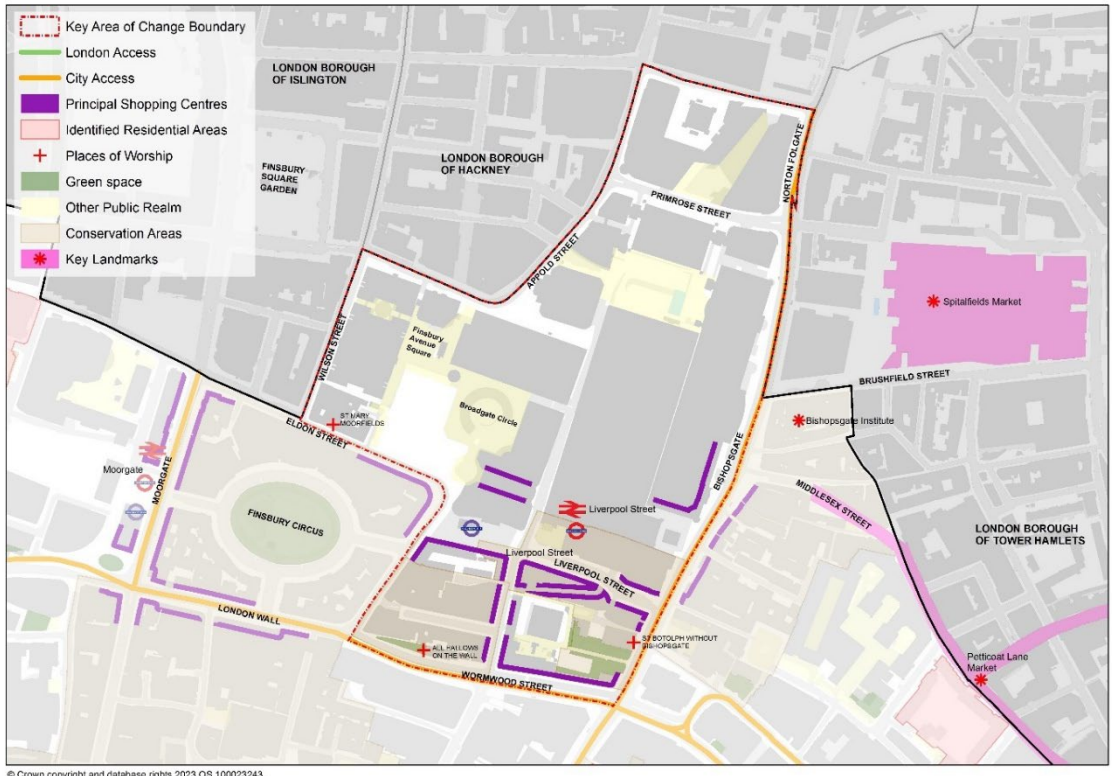 Key Area of Change Boundary
London Access
City Access
Principal Shopping Centres
Identified Residential Areas
Places of Worship
Green space
Other Public Realm
Conservation Areas
Key Landmarks
LONDON BOROUGH
OF ISLINGTON
FINSBURY
SQUARE
GARDEN
LONDON BOROUGH
OF HACKNEY
NORTON FOLGATE
PRIMROSE STREET
APPOLD STREET
Spitalfields Market
WILSON STREET
Finsbury
Avenue
Square
BRUSHFIELD STREET
Broadgate Circle
ST MARY
MOORFIELDS
Bishopsgate Institute
ELDON STREET
BISHOPSGATE
Moorgate
MOORGATE
MIDDLESEX STREET
FINSBURY CIRCUS
Liverpool Street
LONDON BOROUGH
OF TOWER HAMLETS
Liverpool Street
LIVERPOOL STREET
LONDON WALL
ST BOTOLPH WITHOUT
BISHOPSGATE
ALL HALLOWS
ON THE WALL
Petticoat Lane
Market
WORMWOOD STREET
© Crown copyright and database rights 2023 OS 100023243